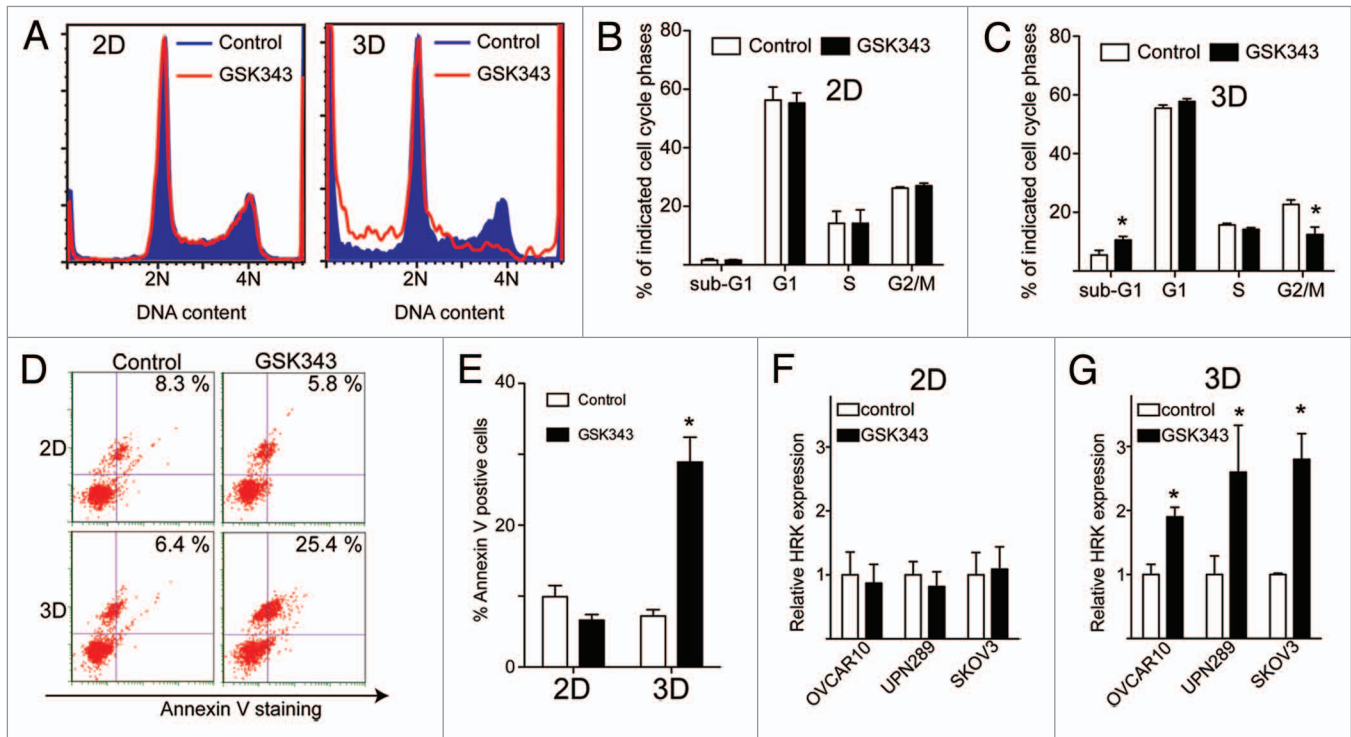 A
2D
Control
GSK343
2N
4N
DNA content
3D
Control
GSK343
2N
4N
DNA content
B
% of indicated cell cycle phases
80
60
40
20
Control
GSK343
2D
sub-G1
G1
S
G2/M
C
% of indicated cell cycle phases
80
60
40
20
Control
GSK343
3D
*
*
sub-G1
G1
S
G2/M
D
Control
GSK343
2D
8.3 %
5.8 %
3D
6.4 %
25.4 %
Annexin V staining
E
% Annexin V postive cells
40
20
0
Control
GSK343
*
2D
3D
F
2D
control
GSK343
Relative HRK expression
3
2
1
0
OVCAR10
UPN289
SKOV3
G
3D
control
GSK343
Relative HRK expression
3
2
1
0
*
*
*
OVCAR10
UPN289
SKOV3